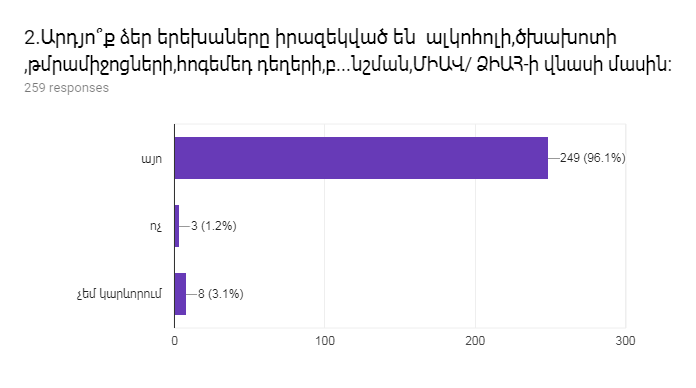 2.Արդյո՞ք ձեր երեխաները իրազեկված են  ալկոհոլի,ծխախոտի
,թմրամիջոցների,հոգեմեդ դեղերի,բ...նշման,ՄԻԱՎ/ ՁԻԱՀ-ի վնասի մասին:
259 responses
այո
249 (96.1%)
ոչ
3 (1.2%)
չեմ կարևորում
8 (3.1%)
0 100 200 300